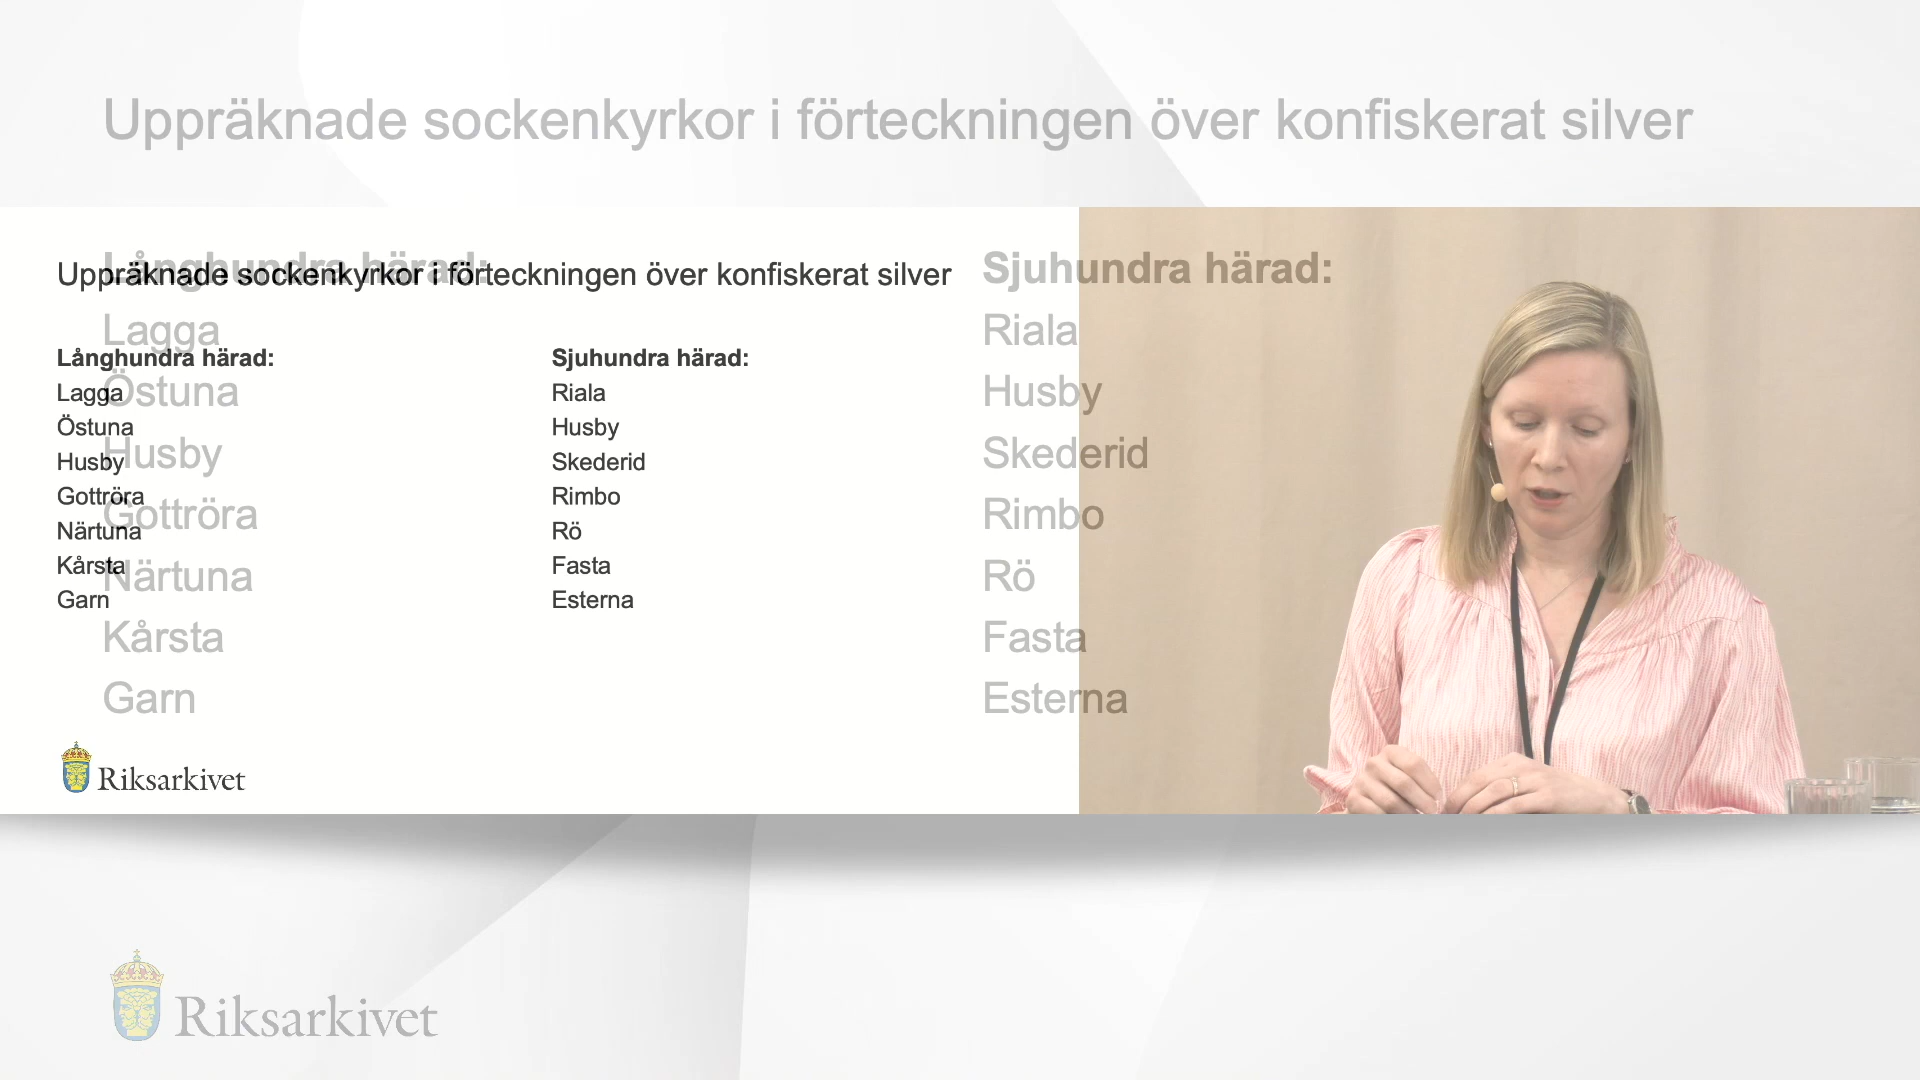 Uppräknade sockenkyrkor i förteckningen över konfiskerat silver
Långhundra härad:
Lagga
Östuna
Husby
Gottröra
Närtuna
Kårsta
Garn
Sjuhundra härad:
Riala
Husby
Skederid
Rimbo
Rö
Fasta
Esterna
Riksarkivet
Uppräknade sockenkyrkor i förteckningen över konfiskerat silver
Långhundra härad:
Lagga
Östuna
Husby
Gottröra
Närtuna
Kårsta
Garn
Sjuhundra härad:
Riala
Husby
Skederid
Rimbo
Rö
Fasta
Esterna
Riksarkivet